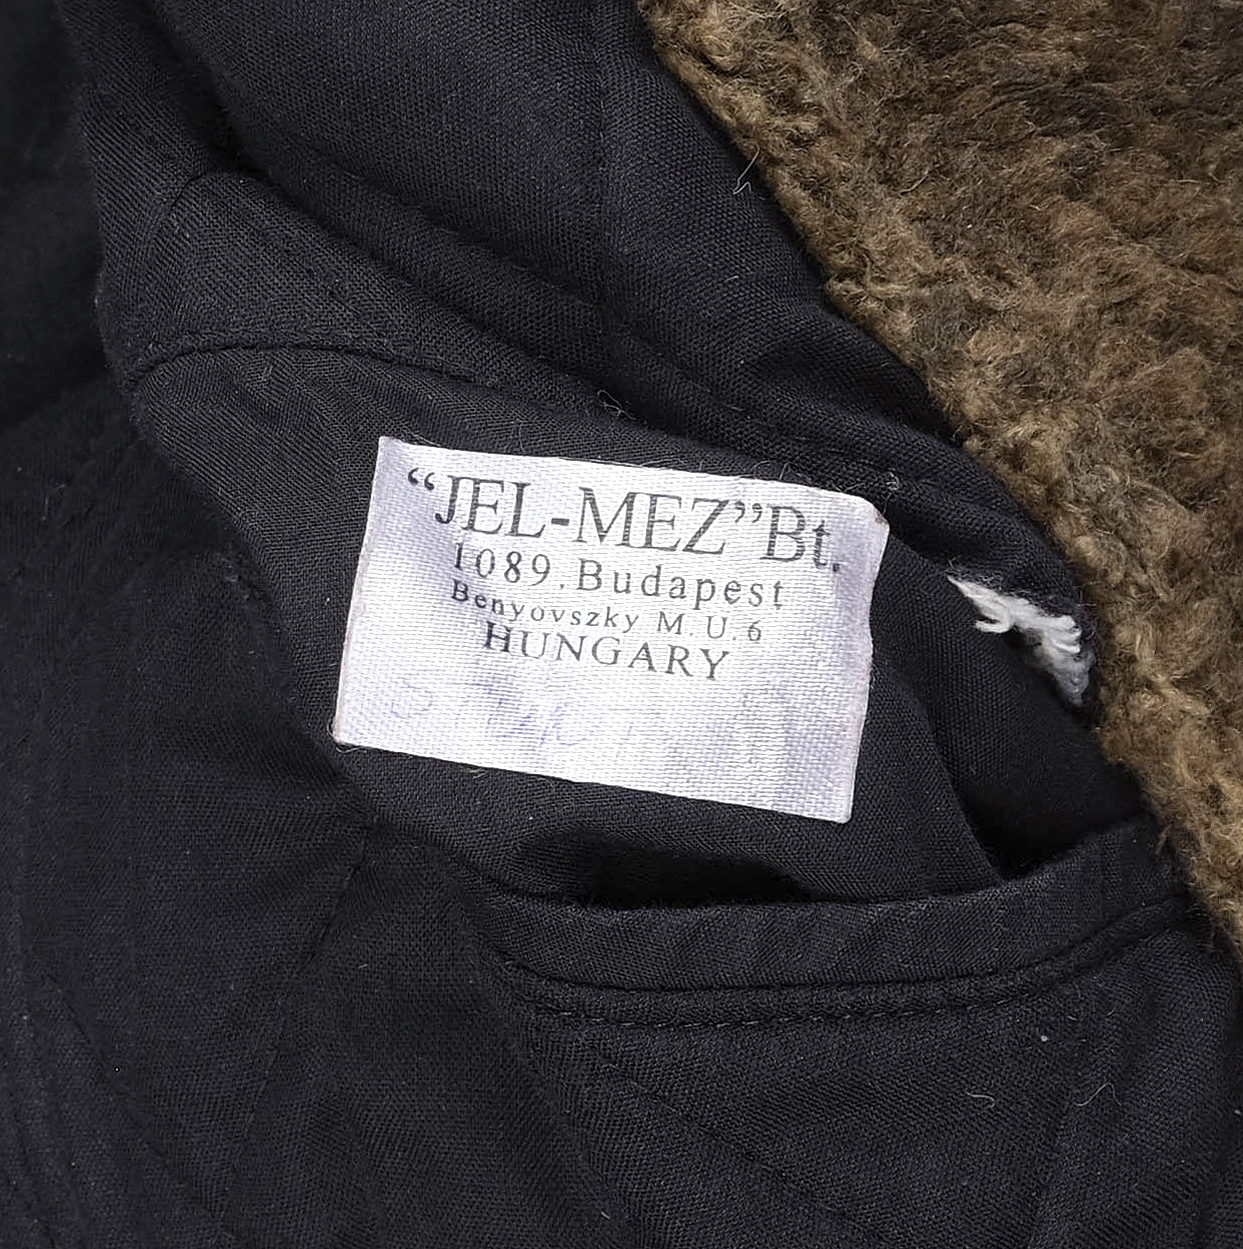 “JEL-MEZ” Bt.
1089.Budapest
Benyovszky M.U.6
HUNGARY